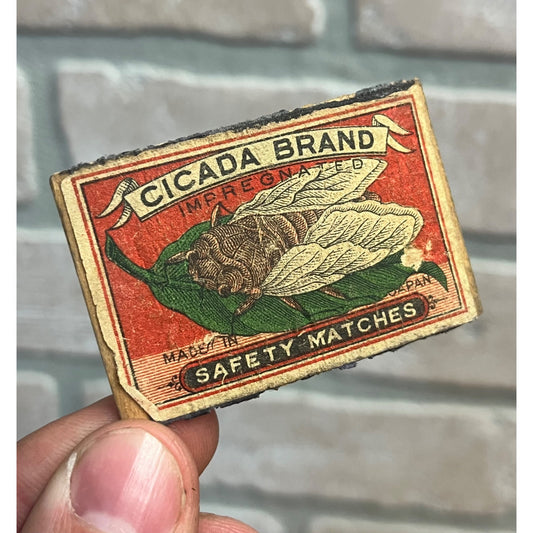 CICADA BRAND
IMPREGNATED
MADE IN JAPAN
SAFETY MATCHES